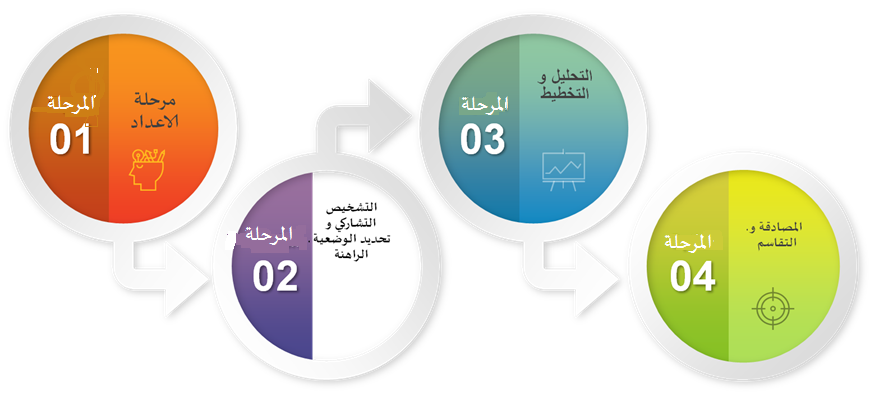 المرحلة
01
مرحلة
الاعداد
المرحلة
02
التشخيص
التشاركي و
تحديد الوضعية .
الراهنة
المرحلة
03
التحليل و
التخطيط
المرحلة
04
المصادقة و.
التقاسم